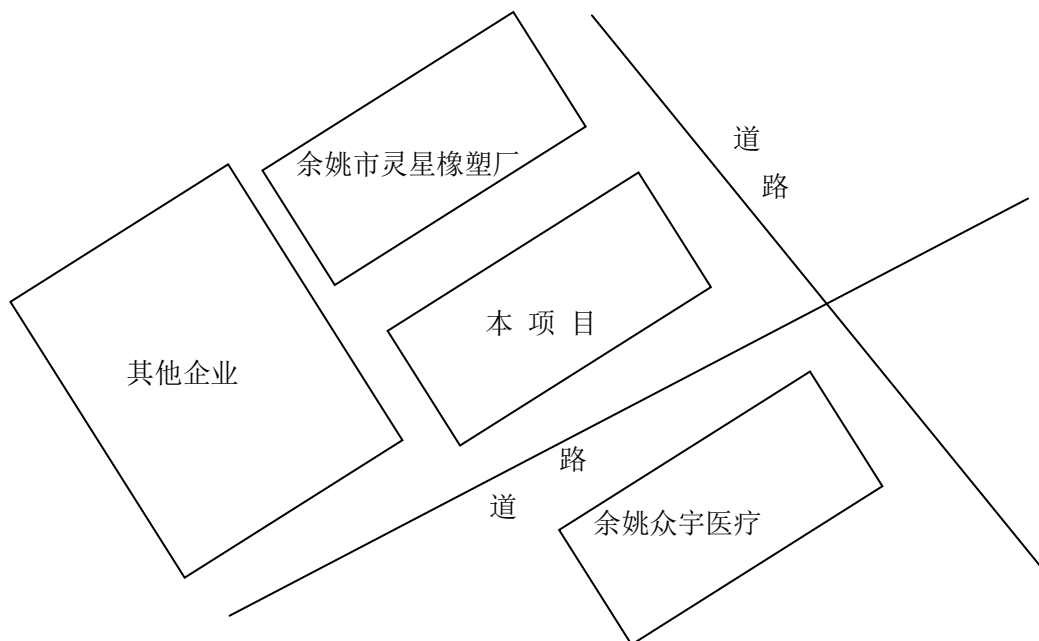 道
路
余姚市灵星橡塑厂
本 项 目
其他企业
路
道
余姚众宇医疗